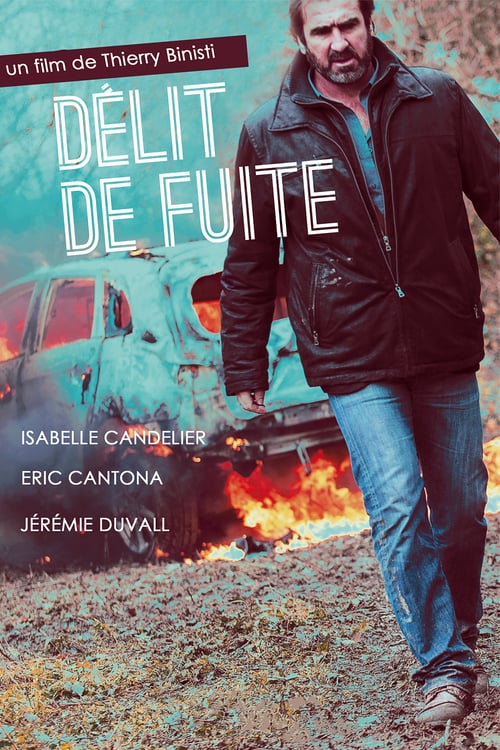 un film de Thierry Binisti
DÉLIT
DE FUITE
ISABELLE CANDELIER
ERIC CANTONA
JÉRÉMIE DUVALL